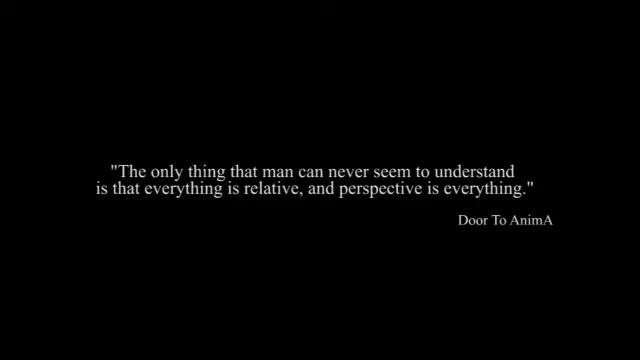 "The only thing that man can never seem to understand
is that everything is relative, and perspective is everything."
Door To AnimA